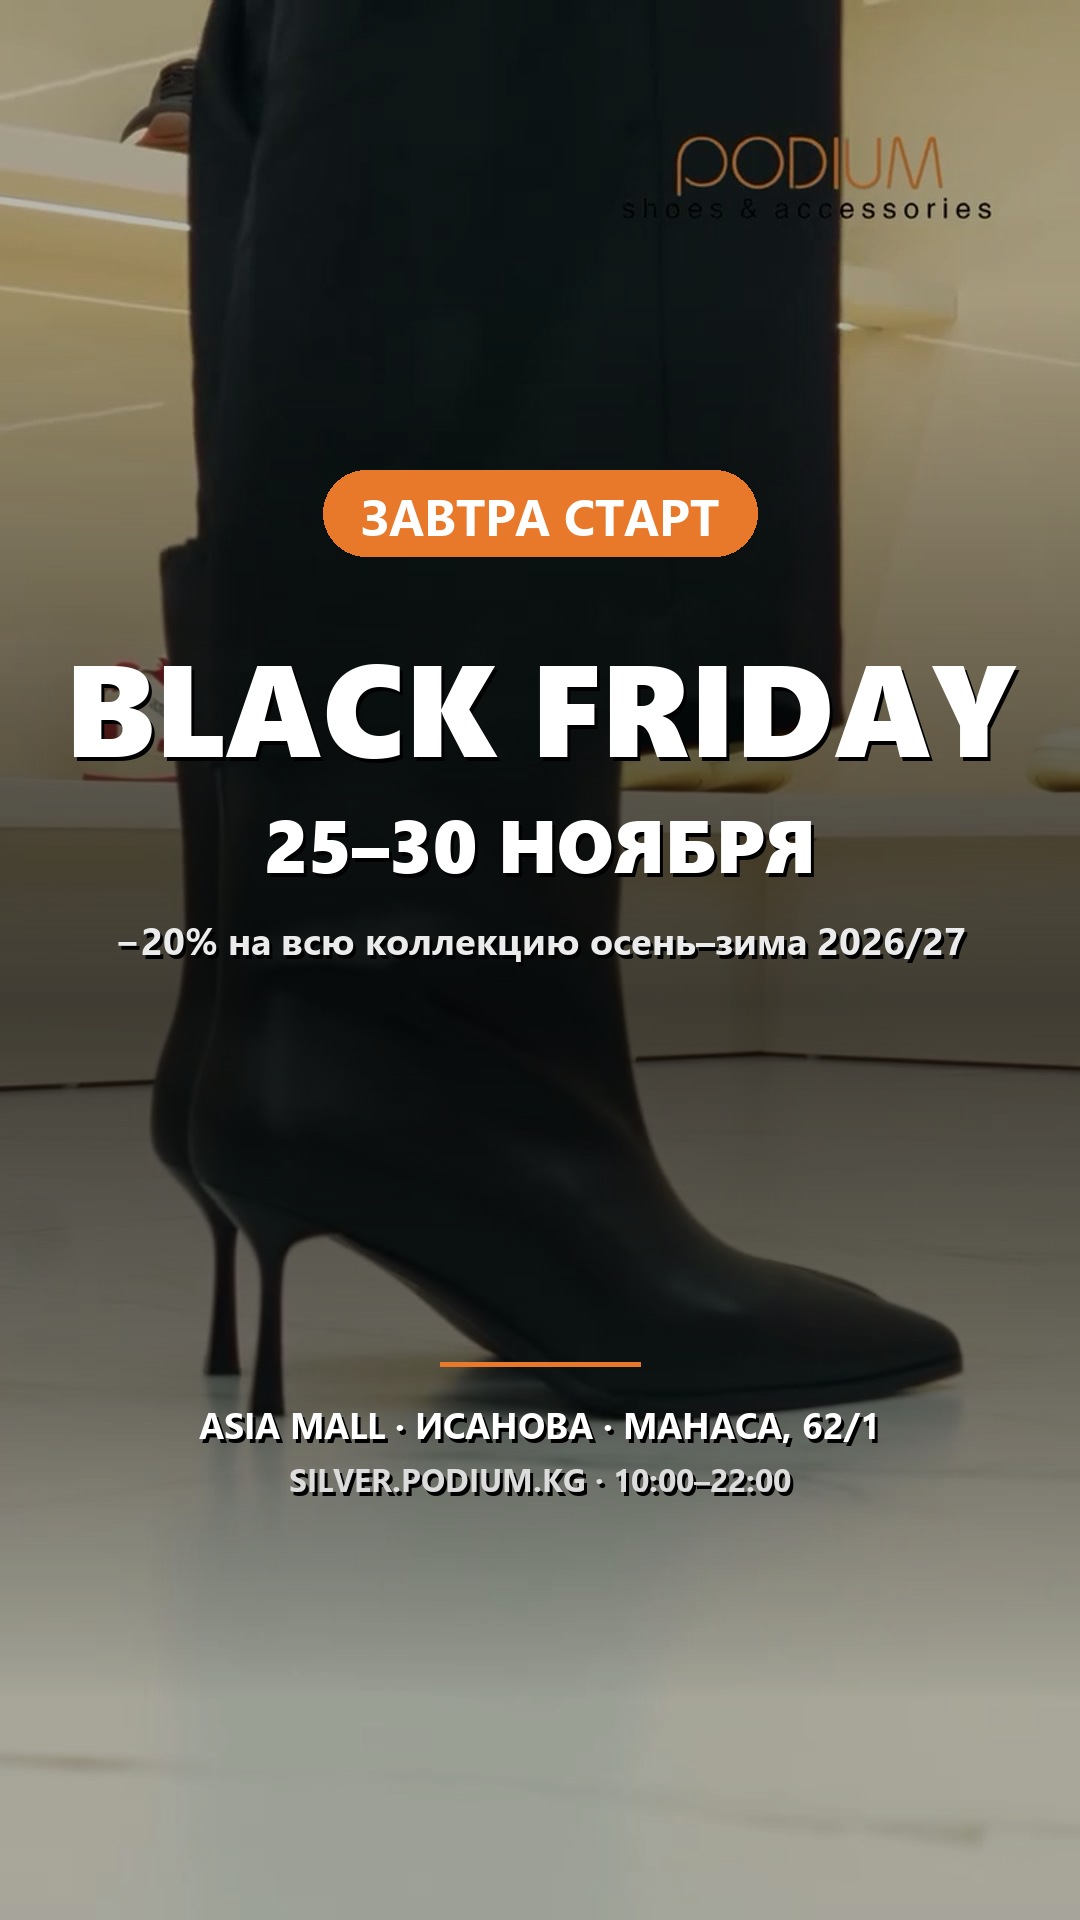 PODIUM
shoes & accessories
ЗАВТРА СТАРТ
BLACK FRIDAY
25–30 НОЯБРЯ
–20% на всю коллекцию осень–зима 2026/27
ASIA MALL · ИСАНОВА · МАНАСА, 62/1
SILVER.PODIUM.KG · 10:00–22:00